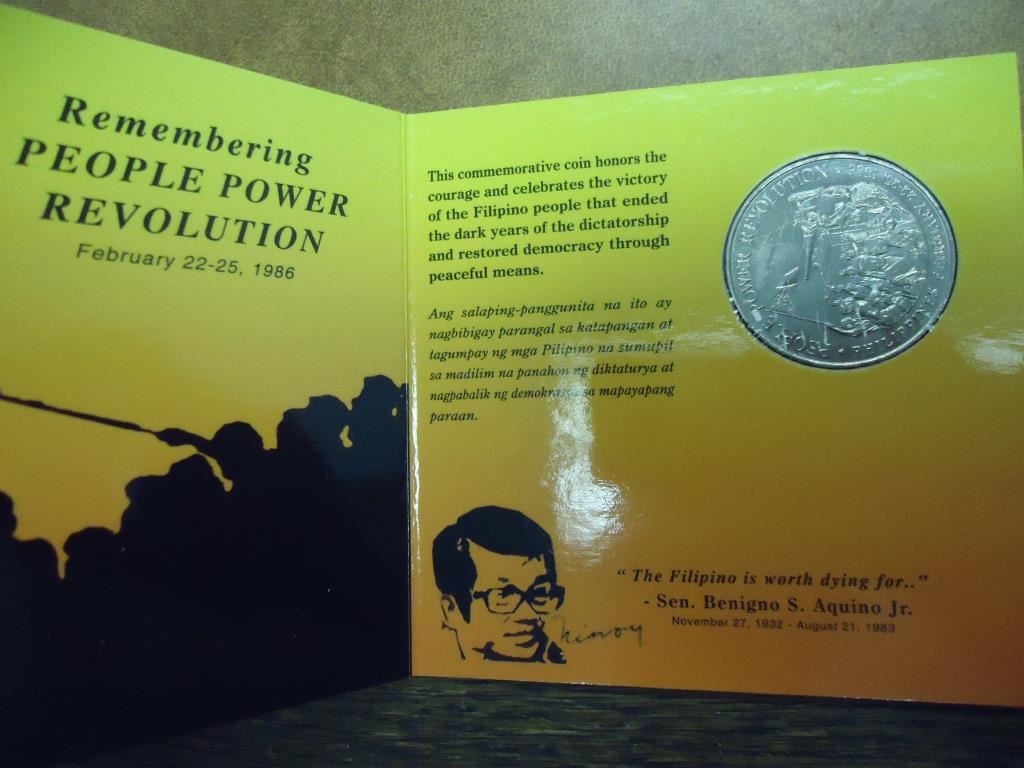 Remembering
PEOPLE POWER
REVOLUTION
February 22-25, 1986
This commemorative coin honors the
courage and celebrates the victory
of the Filipino people that ended
the dark years of the dictatorship
and restored democracy through
peaceful means.
Ang salaping-panggunita na ito ay
nagbibigay parangal sa katapangan at
tagumpay ng mga Pilipino na sumupil
sa madilim na panahon ng diktaturya at
nagpabalik ng demokrasya sa mapayapang
paraan.
POWER REVOLUTION
PHILIPPINES
Ninoy
“ The Filipino is worth dying for..”
- Sen. Benigno S. Aquino Jr.
November 27, 1932 - August 21, 1983